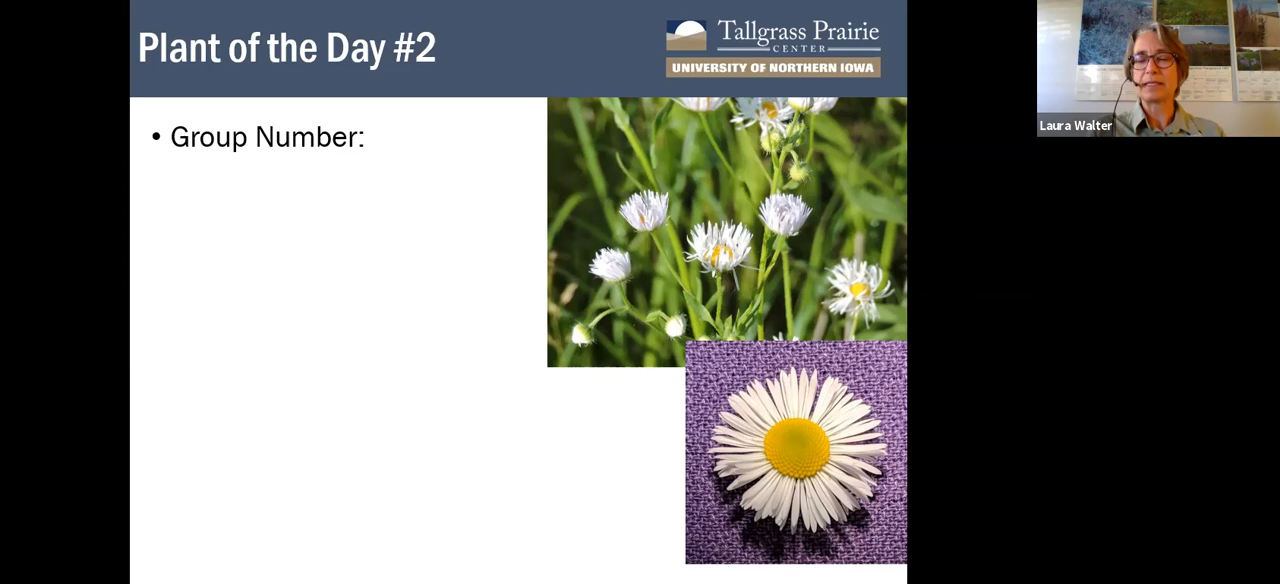 Plant of the Day #2
Tallgrass Prairie
CENTER
UNIVERSITY OF NORTHERN IOWA
• Group Number:
Laura Walter